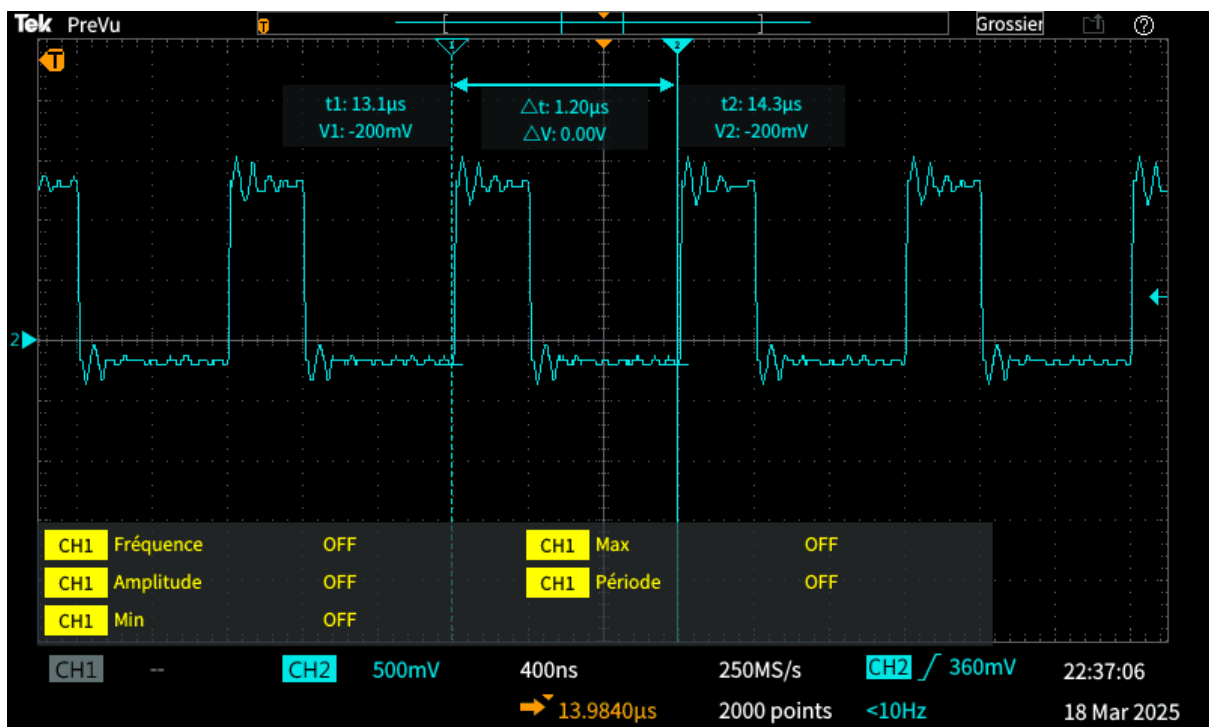 Tek PreVu T Grossier
T 1 2
t1: 13.1µs △t: 1.20µs t2: 14.3µs
V1: -200mV △V: 0.00V V2: -200mV
2
CH1 Fréquence OFF CH1 Max OFF
CH1 Amplitude OFF CH1 Période OFF
CH1 Min OFF
CH1 -- CH2 500mV 400ns 250MS/s CH2 360mV 22:37:06
13.9840µs 2000 points <10Hz 18 Mar 2025